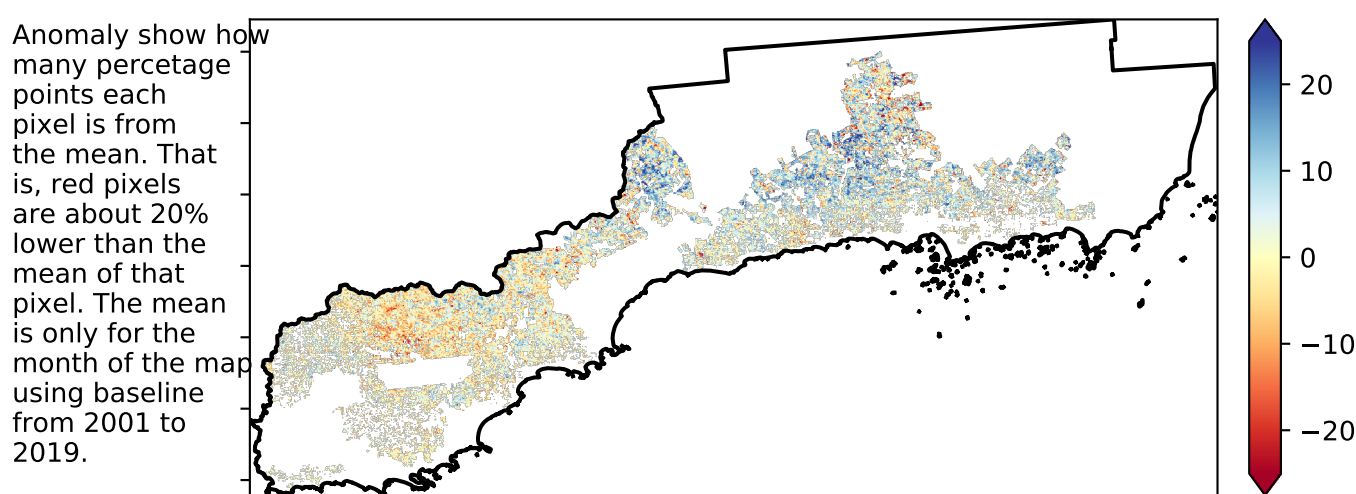 Anomaly show how
many percetage
points each
pixel is from
the mean. That
is, red pixels
are about 20%
lower than the
mean of that
pixel. The mean
is only for the
month of the map
using baseline
from 2001 to
2019.
20
10
0
−10
−20